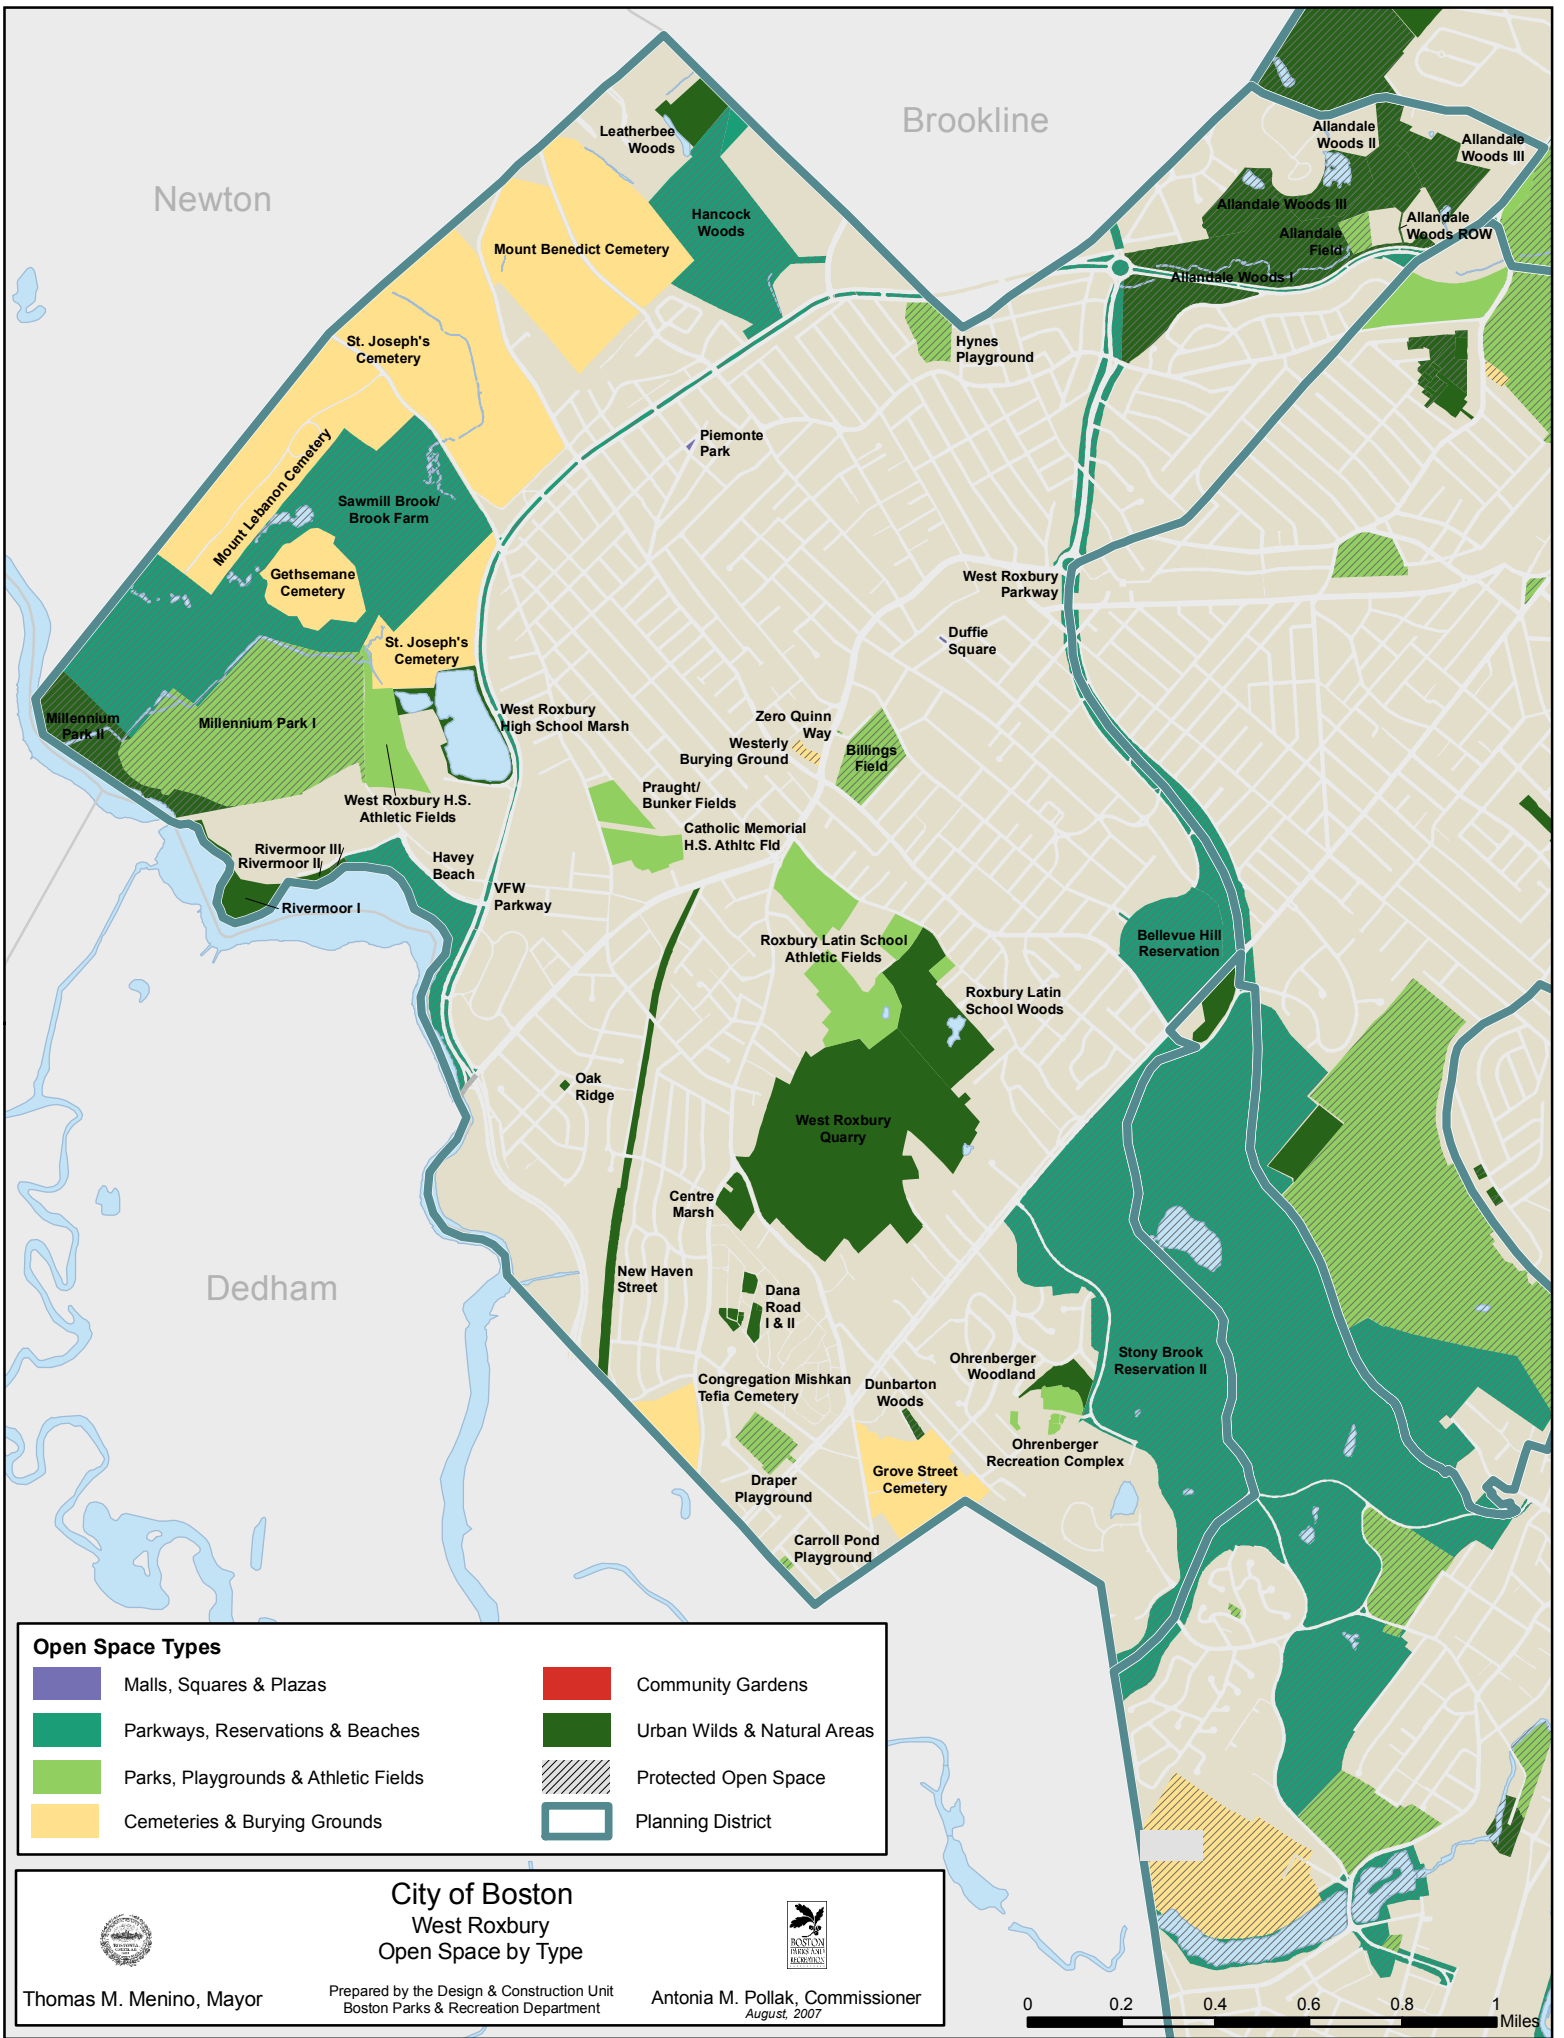 Brookline
Newton
Leatherbee
Woods
Allandale
Woods II
Allandale
Woods III
Hancock
Woods
Mount Benedict Cemetery
Allandale Woods III
Allandale
Woods ROW
Allandale
Field
Allandale Woods I
St. Joseph's
Cemetery
Hynes
Playground
Piemonte
Park
Mount Lebanon Cemetery
Sawmill Brook/
Brook Farm
Gethsemane
Cemetery
West Roxbury
Parkway
St. Joseph's
Cemetery
Duffie
Square
Millennium
Park II
Millennium Park I
West Roxbury
High School Marsh
Zero Quinn
Way
Westerly
Burying Ground
Billings
Field
West Roxbury H.S.
Athletic Fields
Praught/
Bunker Fields
Catholic Memorial
H.S. Athltc Fld
Rivermoor III
Rivermoor II
Rivermoor I
Havey
Beach
VFW
Parkway
Roxbury Latin School
Athletic Fields
Bellevue Hill
Reservation
Roxbury Latin
School Woods
Oak
Ridge
West Roxbury
Quarry
Centre
Marsh
Dedham
New Haven
Street
Dana
Road
I & II
Stony Brook
Reservation II
Ohrenberger
Woodland
Congregation Mishkan
Tefia Cemetery
Dunbarton
Woods
Ohrenberger
Recreation Complex
Grove Street
Cemetery
Draper
Playground
Carroll Pond
Playground
Open Space Types
Malls, Squares & Plazas
Parkways, Reservations & Beaches
Parks, Playgrounds & Athletic Fields
Cemeteries & Burying Grounds
Community Gardens
Urban Wilds & Natural Areas
Protected Open Space
Planning District
City of Boston
West Roxbury
Open Space by Type
Prepared by the Design & Construction Unit
Boston Parks & Recreation Department
Thomas M. Menino, Mayor
BOSTON
PARKS AND
RECREATION
Antonia M. Pollak, Commissioner
August, 2007
0 0.2 0.4 0.6 0.8 1
Miles